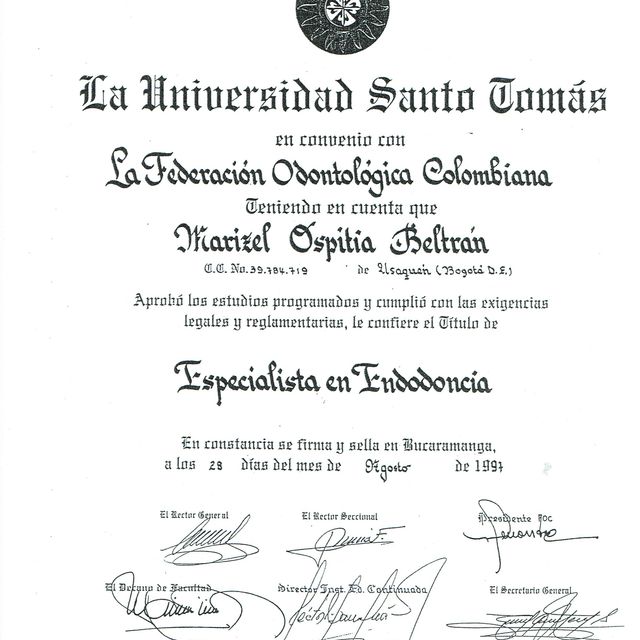 La Universidad Santo Tomás
en convenio con
La Federación Odontológica Colombiana
Teniendo en cuenta que
Marizel Ospitia Beltrán
C.C. No. 39.784.719 de Usaquén (Bogotá D.E.)
Aprobó los estudios programados y cumplió con las exigencias
legales y reglamentarias, le confiere el Título de
Especialista en Endodoncia
En constancia se firma y sella en Bucaramanga,
a los 28 días del mes de Agosto de 1997
El Rector General El Rector Seccional Presidente FOC
El Decano de Facultad Director Inst. Ed. Continuada El Secretario General